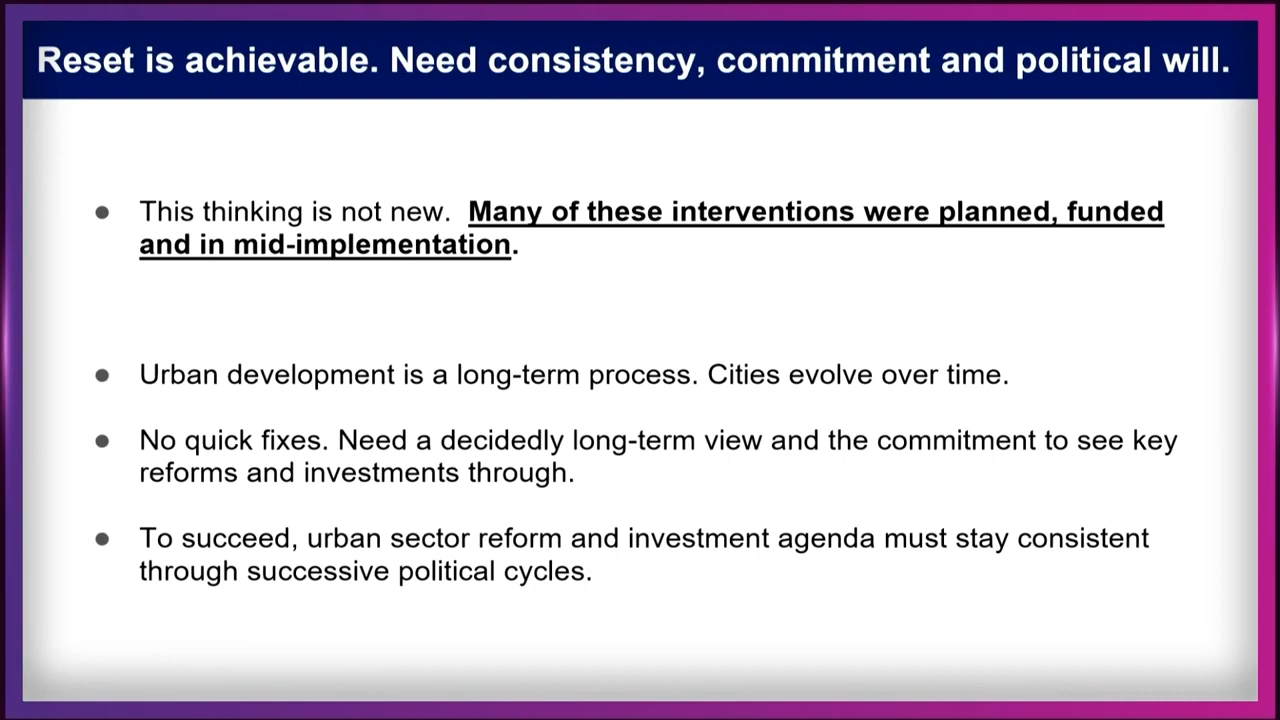 Reset is achievable. Need consistency, commitment and political will.
● This thinking is not new. Many of these interventions were planned, funded
and in mid-implementation.
● Urban development is a long-term process. Cities evolve over time.
● No quick fixes. Need a decidedly long-term view and the commitment to see key
reforms and investments through.
● To succeed, urban sector reform and investment agenda must stay consistent
through successive political cycles.